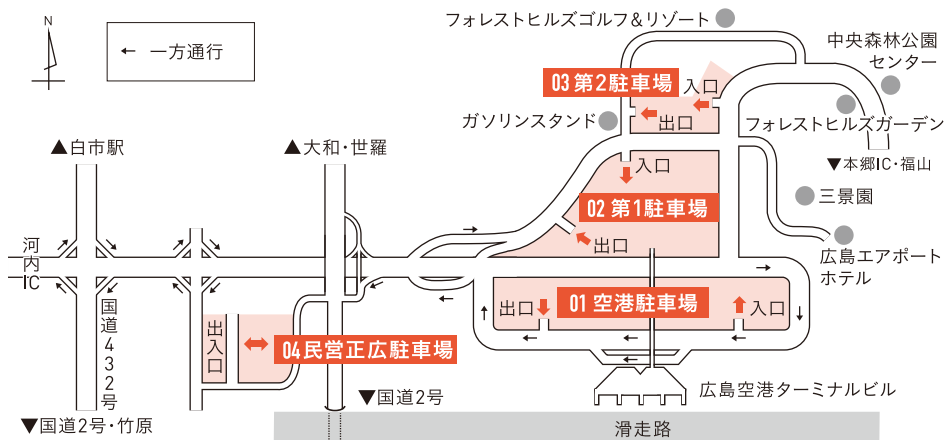 N
一方通行
フォレストヒルズゴルフ&リゾート
中央森林公園
センター
03 第2駐車場
入口
出口
ガソリンスタンド
フォレストヒルズガーデン
▲白市駅
▲大和・世羅
▼本郷IC・福山
入口
三景園
02 第1駐車場
出口
広島エアポート
ホテル
河内IC
国道432号
出口
01 空港駐車場
入口
出入口
04 民営正広駐車場
広島空港ターミナルビル
▼国道2号
▼国道2号・竹原
滑走路